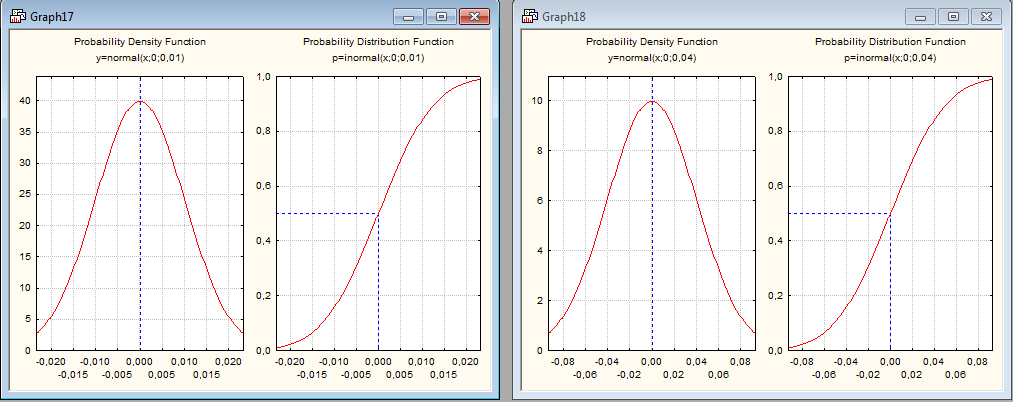 Graph17
Probability Density Function
y=normal(x;0;0,01)
40
35
30
25
20
15
10
5
0
-0,020 -0,010 0,000 0,010 0,020
-0,015 -0,005 0,005 0,015
Probability Distribution Function
p=inormal(x;0;0,01)
1,0
0,8
0,6
0,4
0,2
0,0
-0,020 -0,010 0,000 0,010 0,020
-0,015 -0,005 0,005 0,015
Graph18
Probability Density Function
y=normal(x;0;0,04)
10
8
6
4
2
0
-0,08 -0,04 0,00 0,04 0,08
-0,06 -0,02 0,02 0,06
Probability Distribution Function
p=inormal(x;0;0,04)
1,0
0,8
0,6
0,4
0,2
0,0
-0,08 -0,04 0,00 0,04 0,08
-0,06 -0,02 0,02 0,06